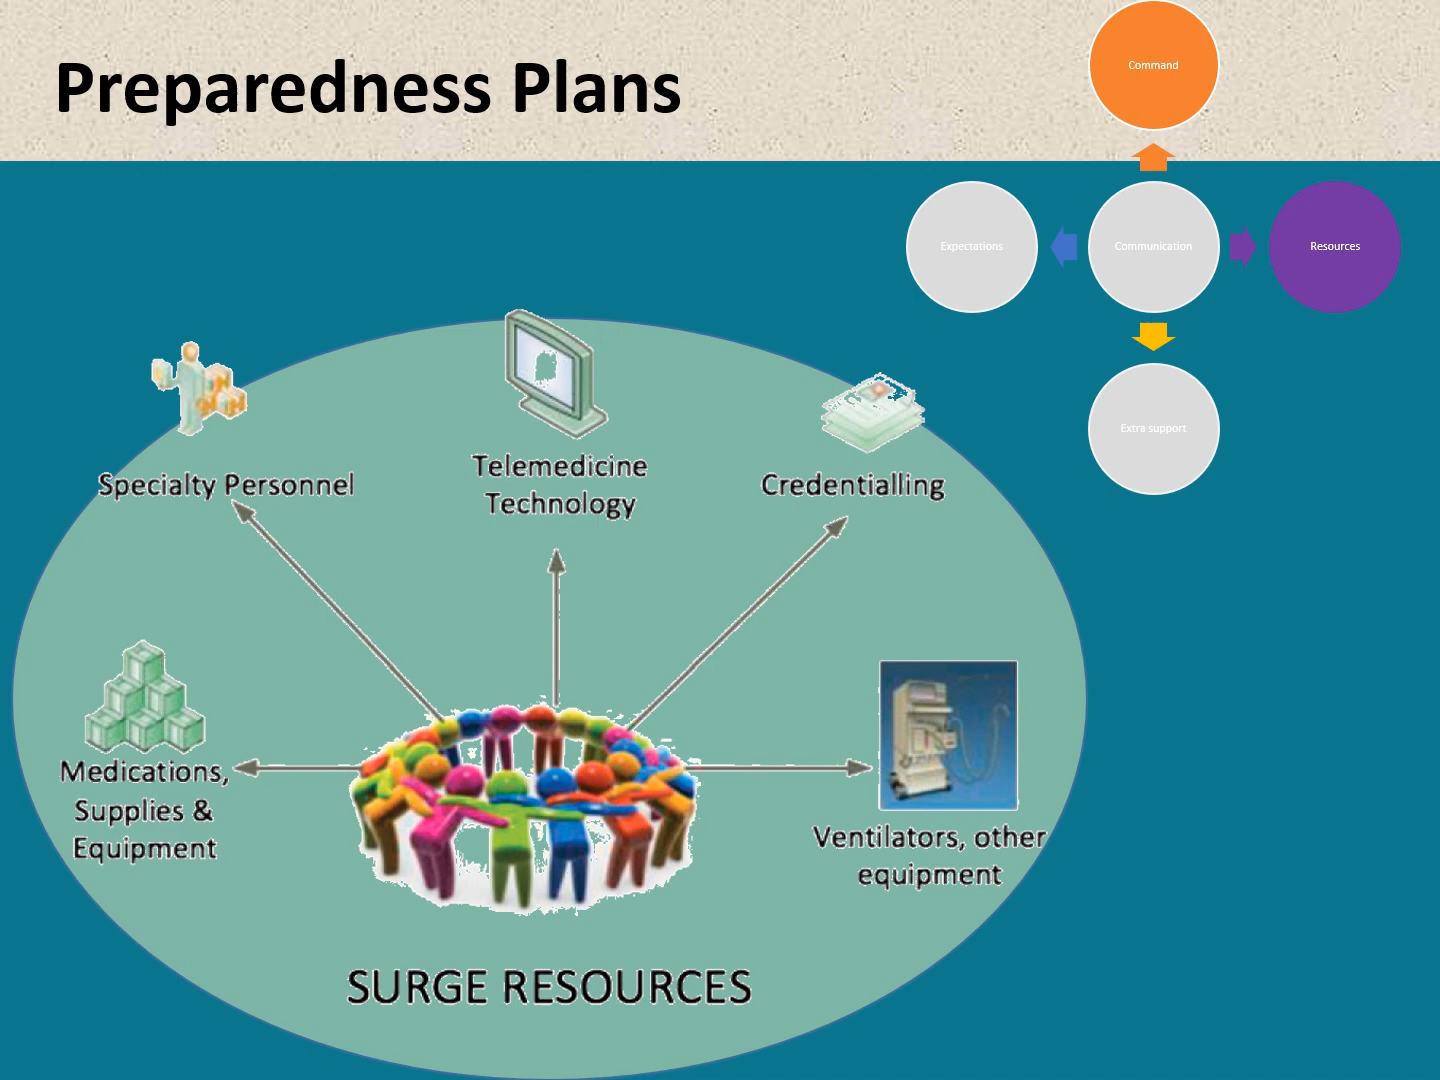 Preparedness Plans
Command
Expectations
Communication
Resources
Extra support
Specialty Personnel
Telemedicine
Technology
Credentialling
Medications,
Supplies &
Equipment
Ventilators, other
equipment
SURGE RESOURCES